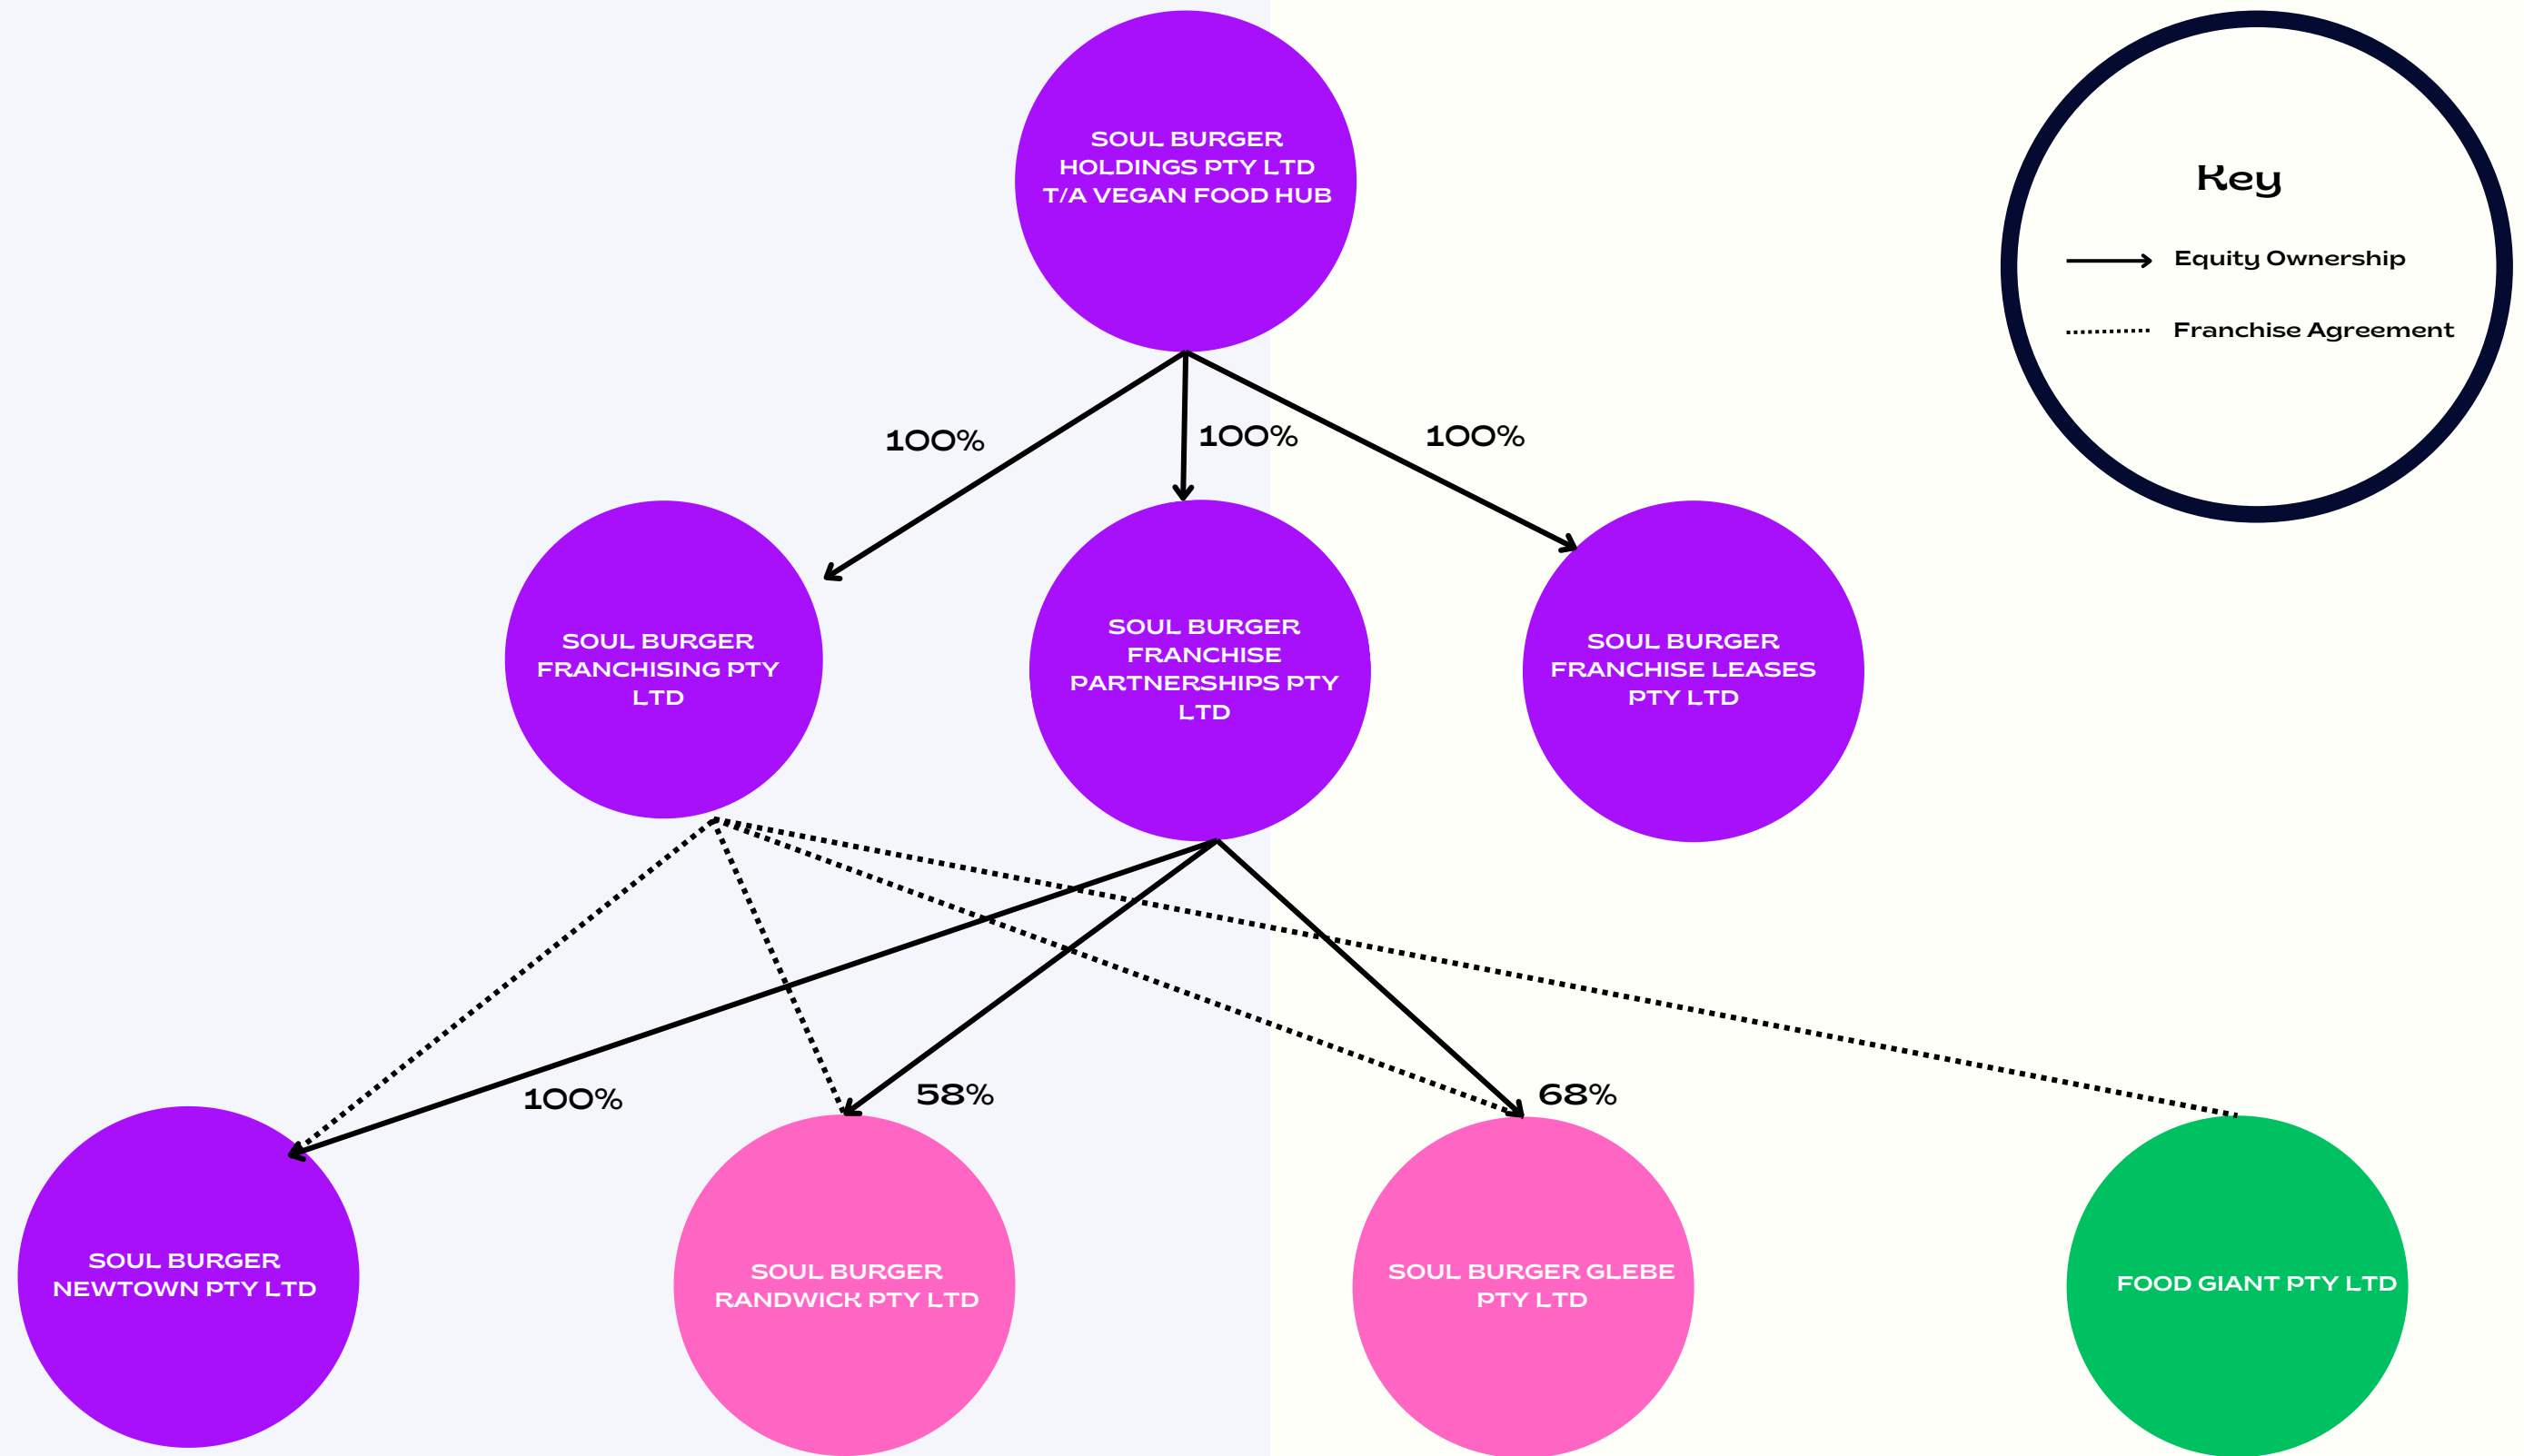 SOUL BURGER
HOLDINGS PTY LTD
T/A VEGAN FOOD HUB
Key
Equity Ownership
Franchise Agreement
100%
100%
100%
SOUL BURGER
FRANCHISING PTY
LTD
SOUL BURGER
FRANCHISE
PARTNERSHIPS PTY
LTD
SOUL BURGER
FRANCHISE LEASES
PTY LTD
100%
58%
68%
SOUL BURGER
NEWTOWN PTY LTD
SOUL BURGER
RANDWICK PTY LTD
SOUL BURGER GLEBE
PTY LTD
FOOD GIANT PTY LTD